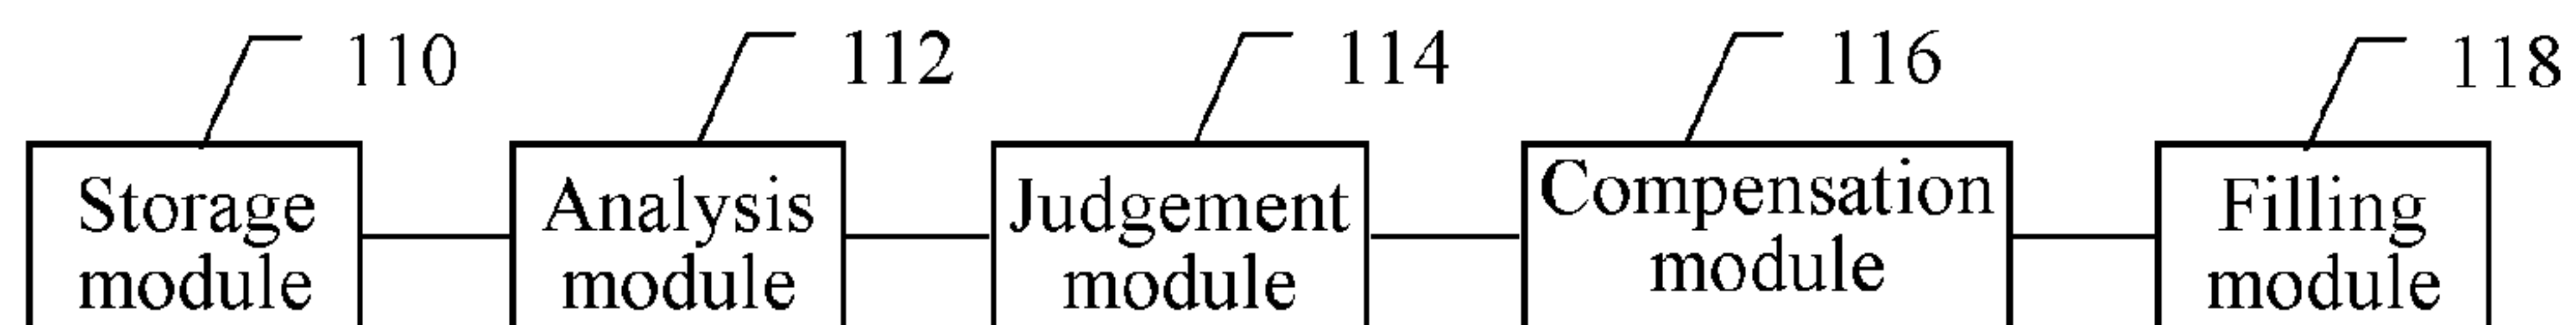 110
112
114
116
118
Storage
module
Analysis
module
Judgement
module
Compensation
module
Filling
module